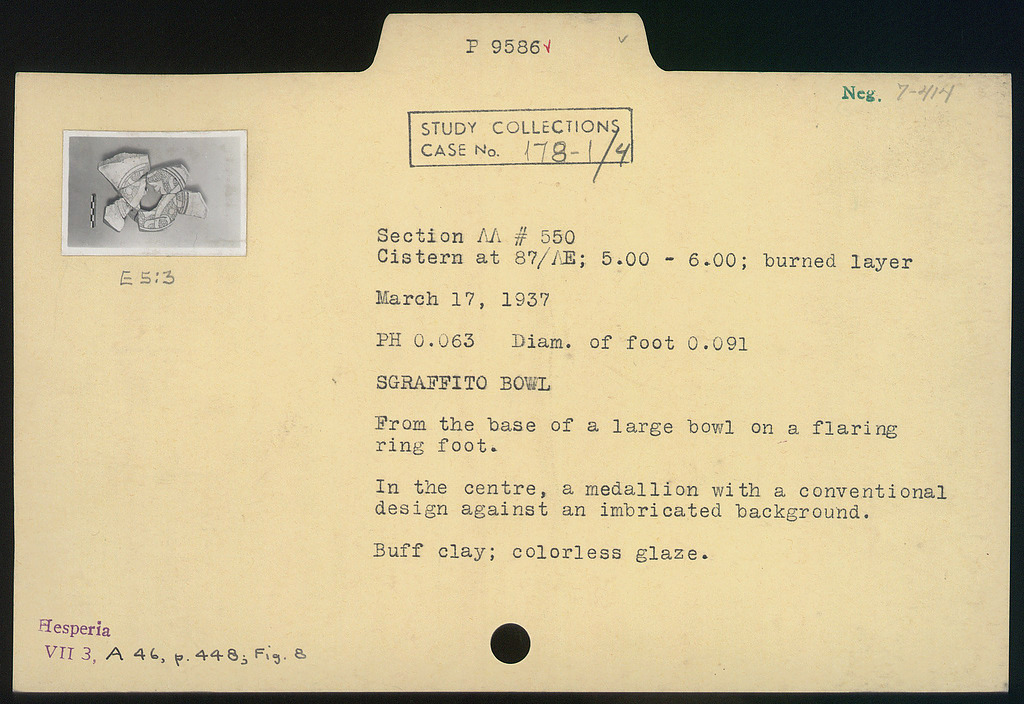 P 9586✓ ✓
Neg. 7-414
STUDY COLLECTIONS
CASE No. 178-1/4
E 5:3
Section ΛΛ # 550
Cistern at 87/ΛE; 5.00 - 6.00; burned layer
March 17, 1937
PH 0.063 Diam. of foot 0.091
SGRAFFITO BOWL
From the base of a large bowl on a flaring
ring foot.
In the centre, a medallion with a conventional
design against an imbricated background.
Buff clay; colorless glaze.
Hesperia
VII 3, A 46, p. 448; Fig. 8